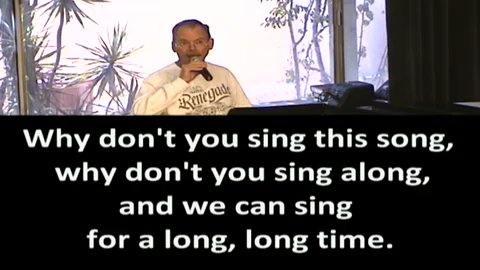 Renegade
Why don't you sing this song,
why don't you sing along,
and we can sing
for a long, long time.